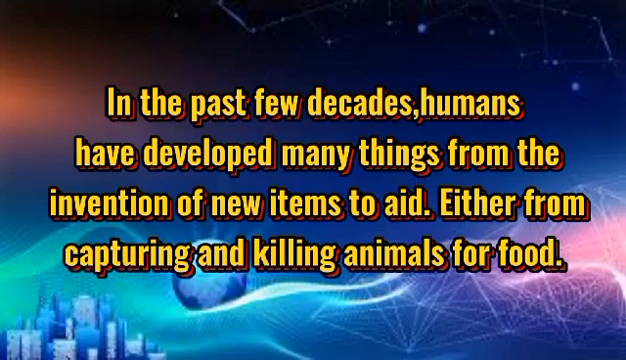 In the past few decades,humans
have developed many things from the
invention of new items to aid. Either from
capturing and killing animals for food.